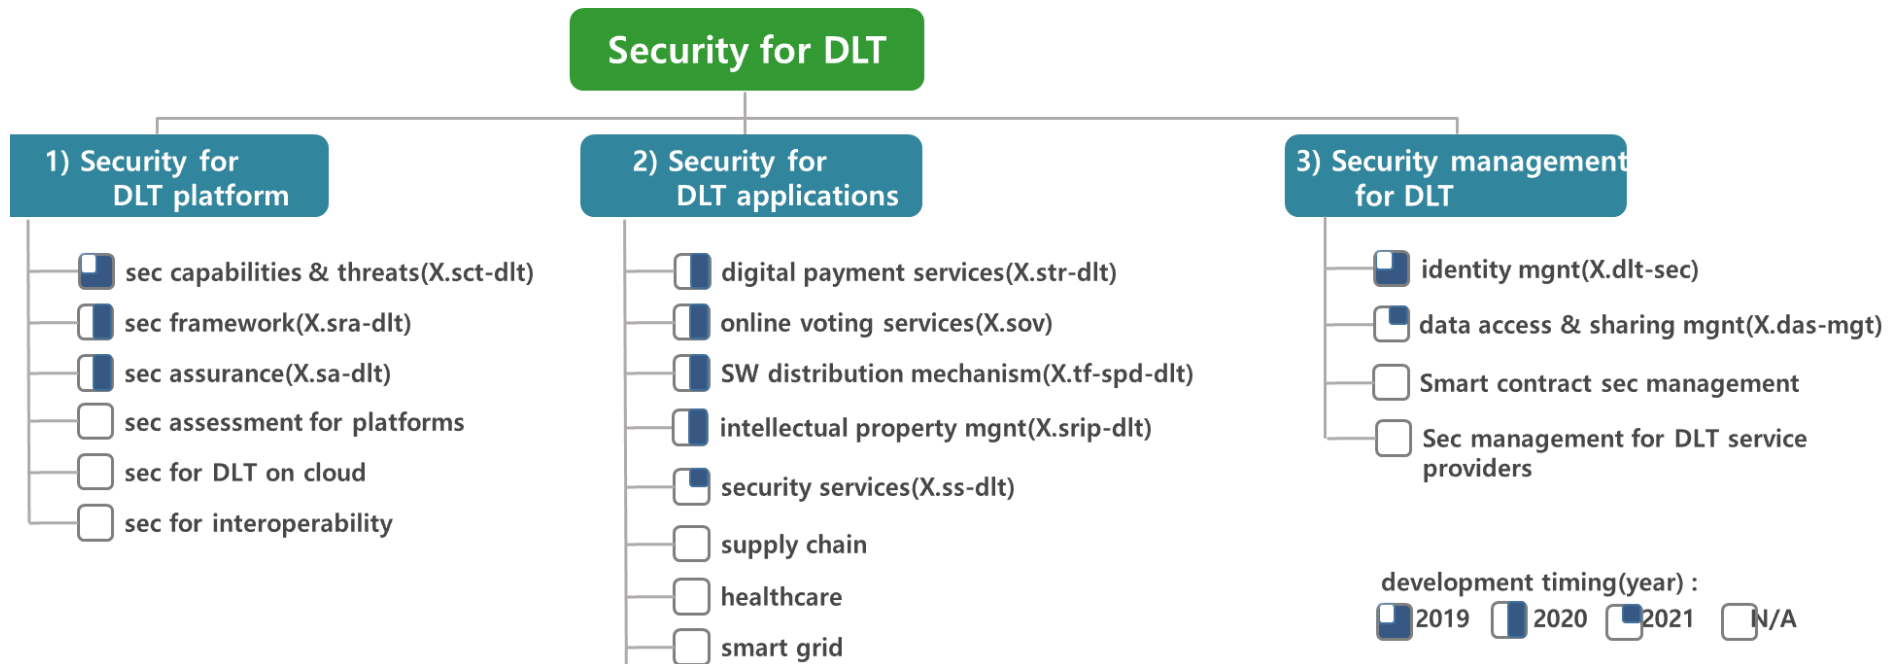 Security for DLT
1) Security for
DLT platform
sec capabilities & threats(X.sct-dlt)
sec framework(X.sra-dlt)
sec assurance(X.sa-dlt)
sec assessment for platforms
sec for DLT on cloud
sec for interoperability
2) Security for
DLT applications
digital payment services(X.str-dlt)
online voting services(X.sov)
SW distribution mechanism(X.tf-spd-dlt)
intellectual property mgnt(X.srip-dlt)
security services(X.ss-dlt)
supply chain
healthcare
smart grid
3) Security management
for DLT
identity mgnt(X.dlt-sec)
data access & sharing mgnt(X.das-mgt)
Smart contract sec management
Sec management for DLT service
providers
development timing(year) :
2019 2020 2021 N/A